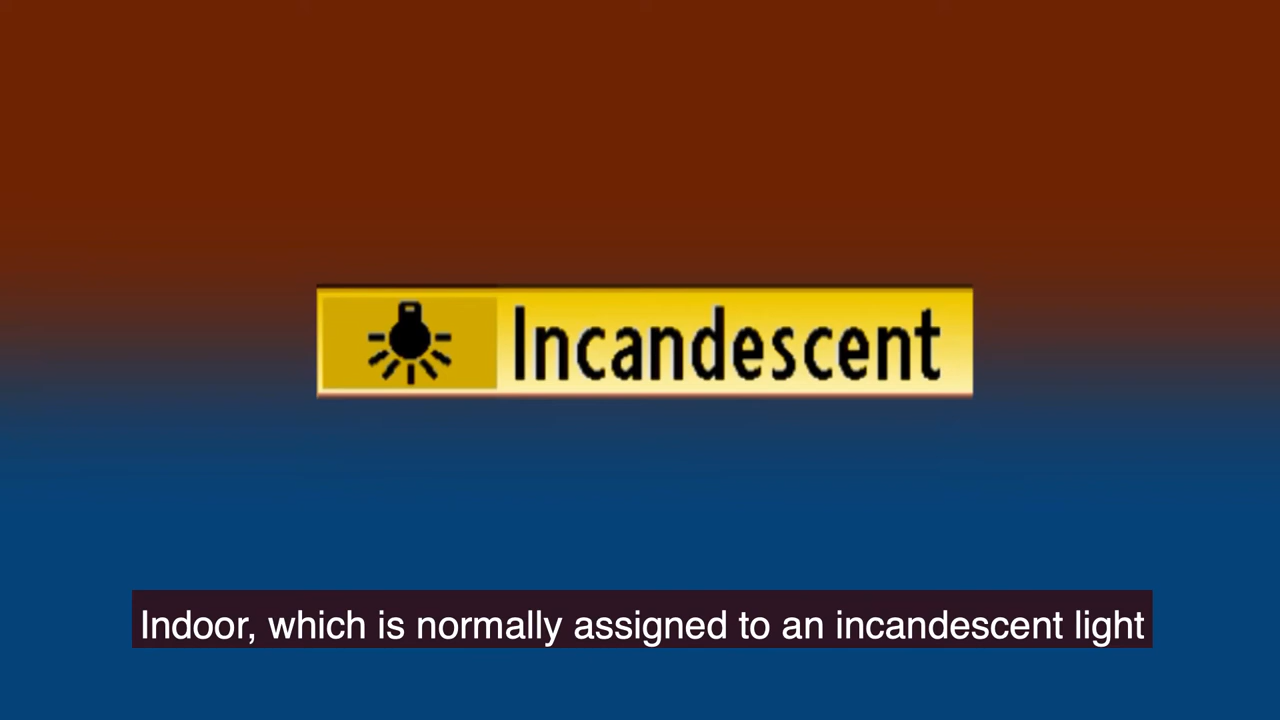 Incandescent
Indoor, which is normally assigned to an incandescent light